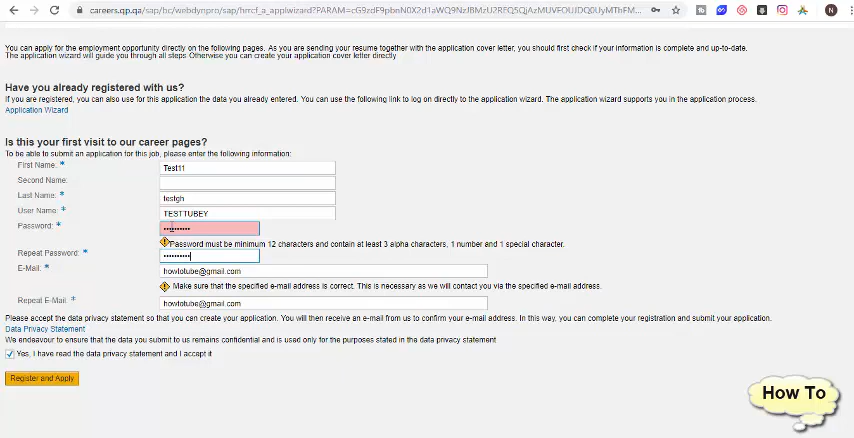 careers.qp.qa/sap/bc/webdynpro/sap/hrrcf_a_applwizard?PARAM=
N
You can apply for the employment opportunity directly on the following pages. As you are sending your resume together with the application cover letter, you should first check if your information is complete and up-to-date.
The application wizard will guide you through all steps Otherwise you can create your application cover letter directly
Have you already registered with us?
If you are registered, you can also use for this application the data you already entered. You can use the following link to log on directly to the application wizard. The application wizard supports you in the application process.
Application Wizard
Is this your first visit to our career pages?
To be able to submit an application for this job, please enter the following information:
First Name: * Test11
Second Name:
Last Name: * testgh
User Name: * TESTTUBEY
Password: *
Password must be minimum 12 characters and contain at least 3 alpha characters, 1 number and 1 special character.
Repeat Password: *
E-Mail: * howtotube@gmail.com
Make sure that the specified e-mail address is correct. This is necessary as we will contact you via the specified e-mail address.
Repeat E-Mail: * howtotube@gmail.com
Please accept the data privacy statement so that you can create your application. You will then receive an e-mail from us to confirm your e-mail address. In this way, you can complete your registration and submit your application.
Data Privacy Statement
We endeavour to ensure that the data you submit to us remains confidential and is used only for the purposes stated in the data privacy statement
Yes, I have read the data privacy statement and I accept it
Register and Apply
How To